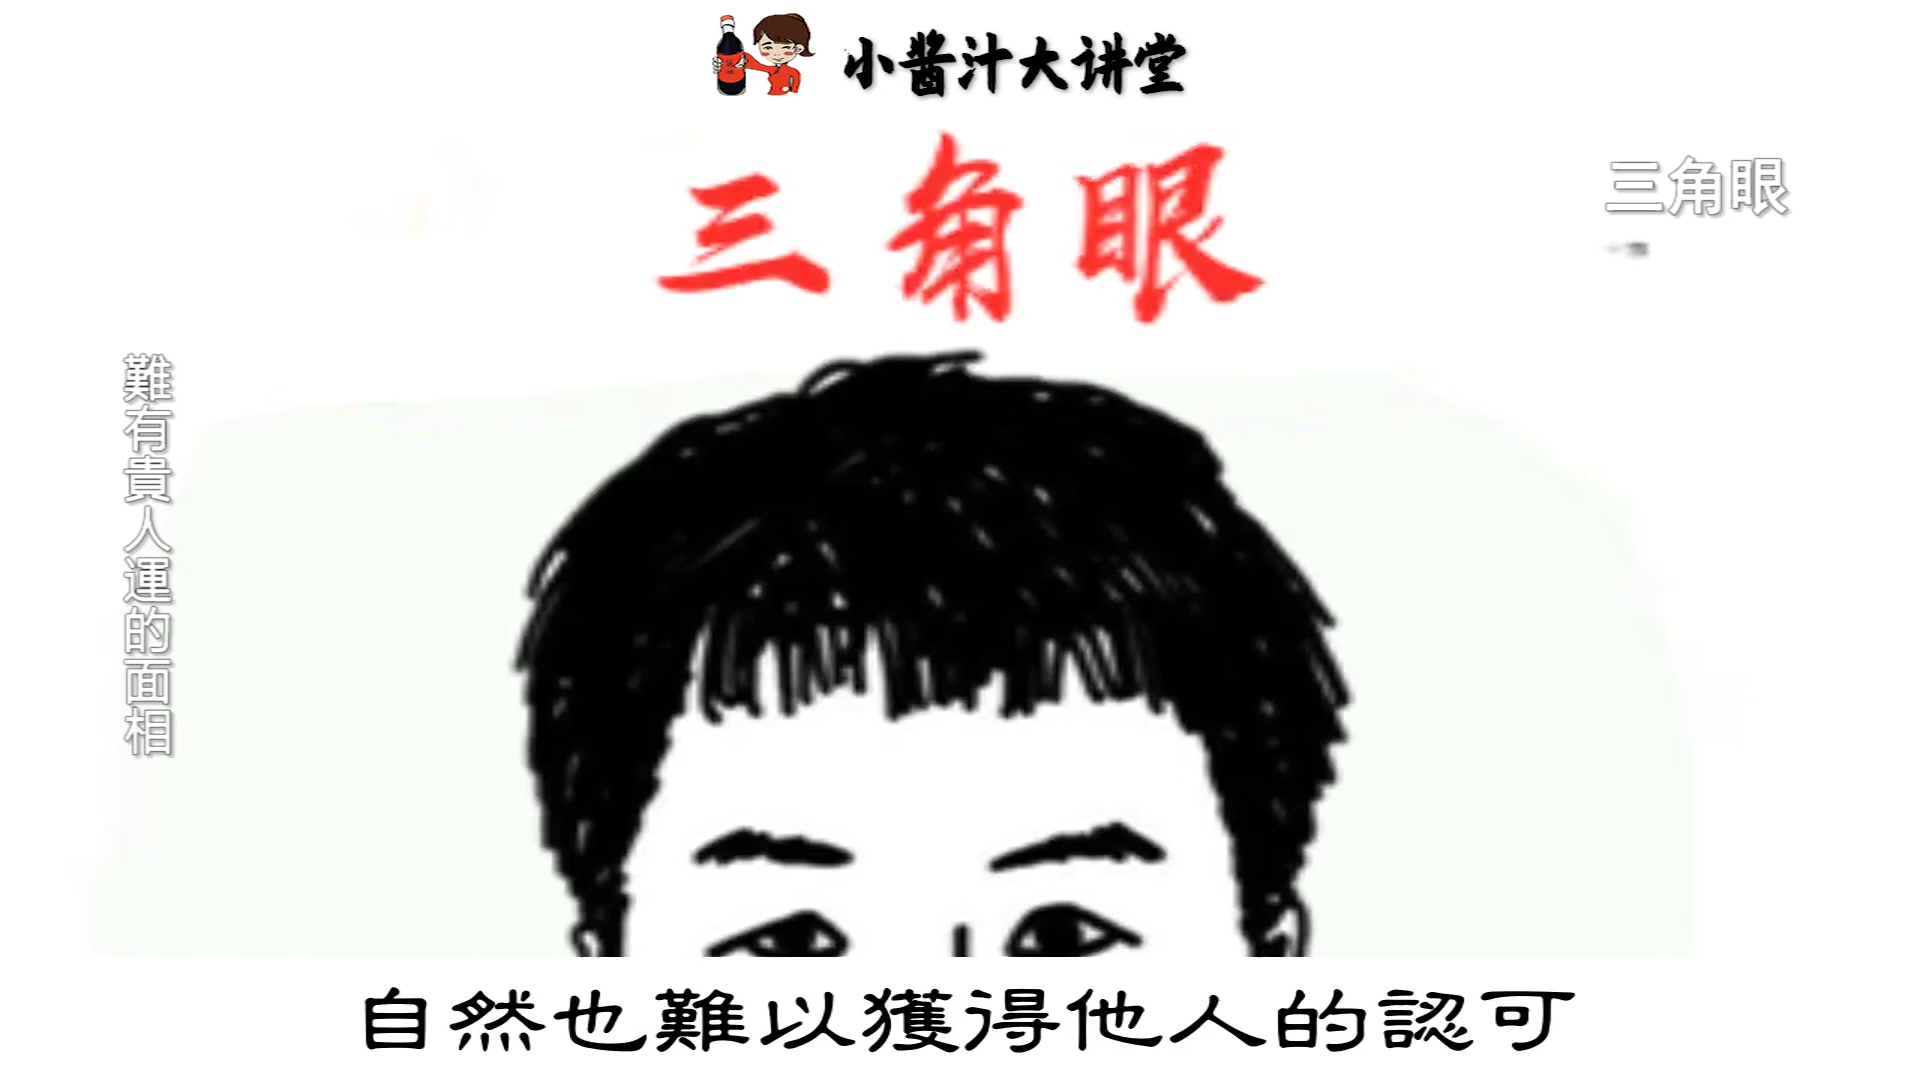 小酱汁大讲堂
三角眼
三角眼
難有貴人運的面相
自然也難以獲得他人的認可